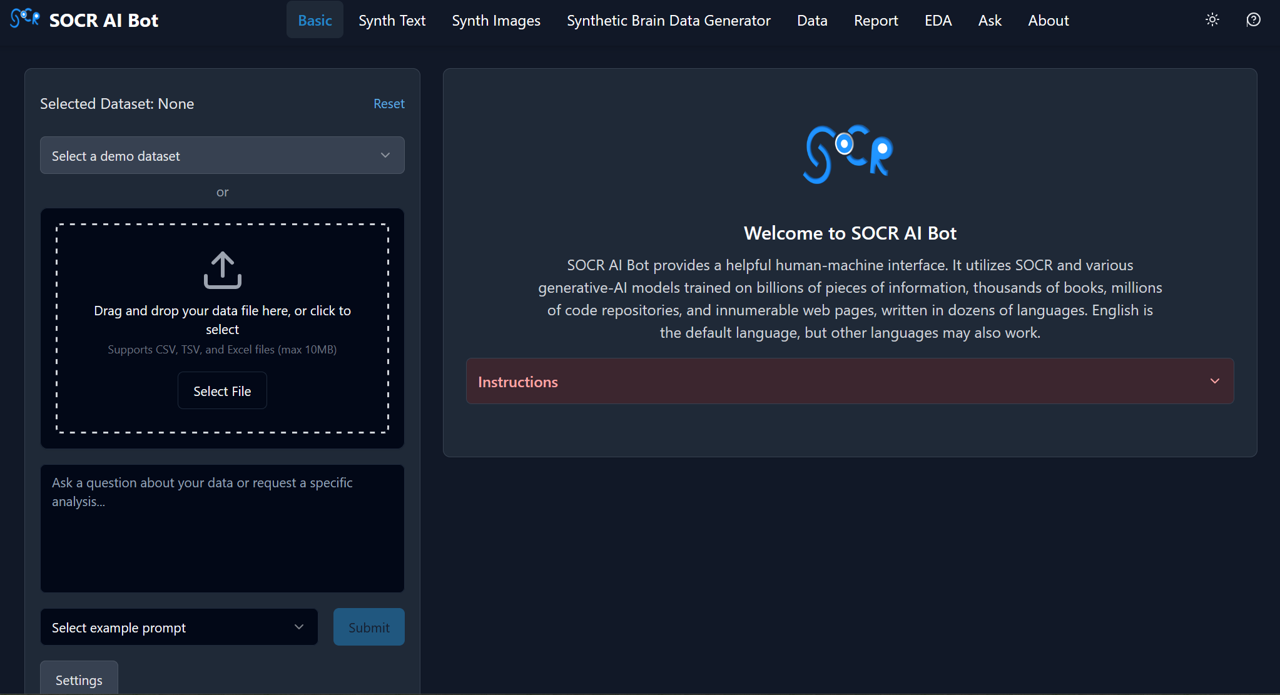 SOCR SOCR AI Bot
Basic Synth Text Synth Images Synthetic Brain Data Generator Data Report EDA Ask About
Selected Dataset: None Reset
Select a demo dataset
or
Drag and drop your data file here, or click to
select
Supports CSV, TSV, and Excel files (max 10MB)
Select File
Ask a question about your data or request a specific
analysis...
Select example prompt Submit
Settings
SOCR
Welcome to SOCR AI Bot
SOCR AI Bot provides a helpful human-machine interface. It utilizes SOCR and various
generative-AI models trained on billions of pieces of information, thousands of books, millions
of code repositories, and innumerable web pages, written in dozens of languages. English is
the default language, but other languages may also work.
Instructions